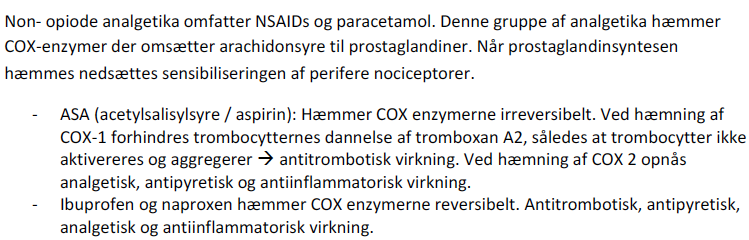 Non- opiode analgetika omfatter NSAIDs og paracetamol. Denne gruppe af analgetika hæmmer
COX-enzymer der omsætter arachidonsyre til prostaglandiner. Når prostaglandinsyntesen
hæmmes nedsættes sensibiliseringen af perifere nociceptorer.
- ASA (acetylsalisylsyre / aspirin): Hæmmer COX enzymerne irreversibelt. Ved hæmning af
COX-1 forhindres trombocytternes dannelse af tromboxan A2, således at trombocytter ikke
aktivereres og aggregerer → antitrombotisk virkning. Ved hæmning af COX 2 opnås
analgetisk, antipyretisk og antiinflammatorisk virkning.
- Ibuprofen og naproxen hæmmer COX enzymerne reversibelt. Antitrombotisk, antipyretisk,
analgetisk og antiinflammatorisk virkning.